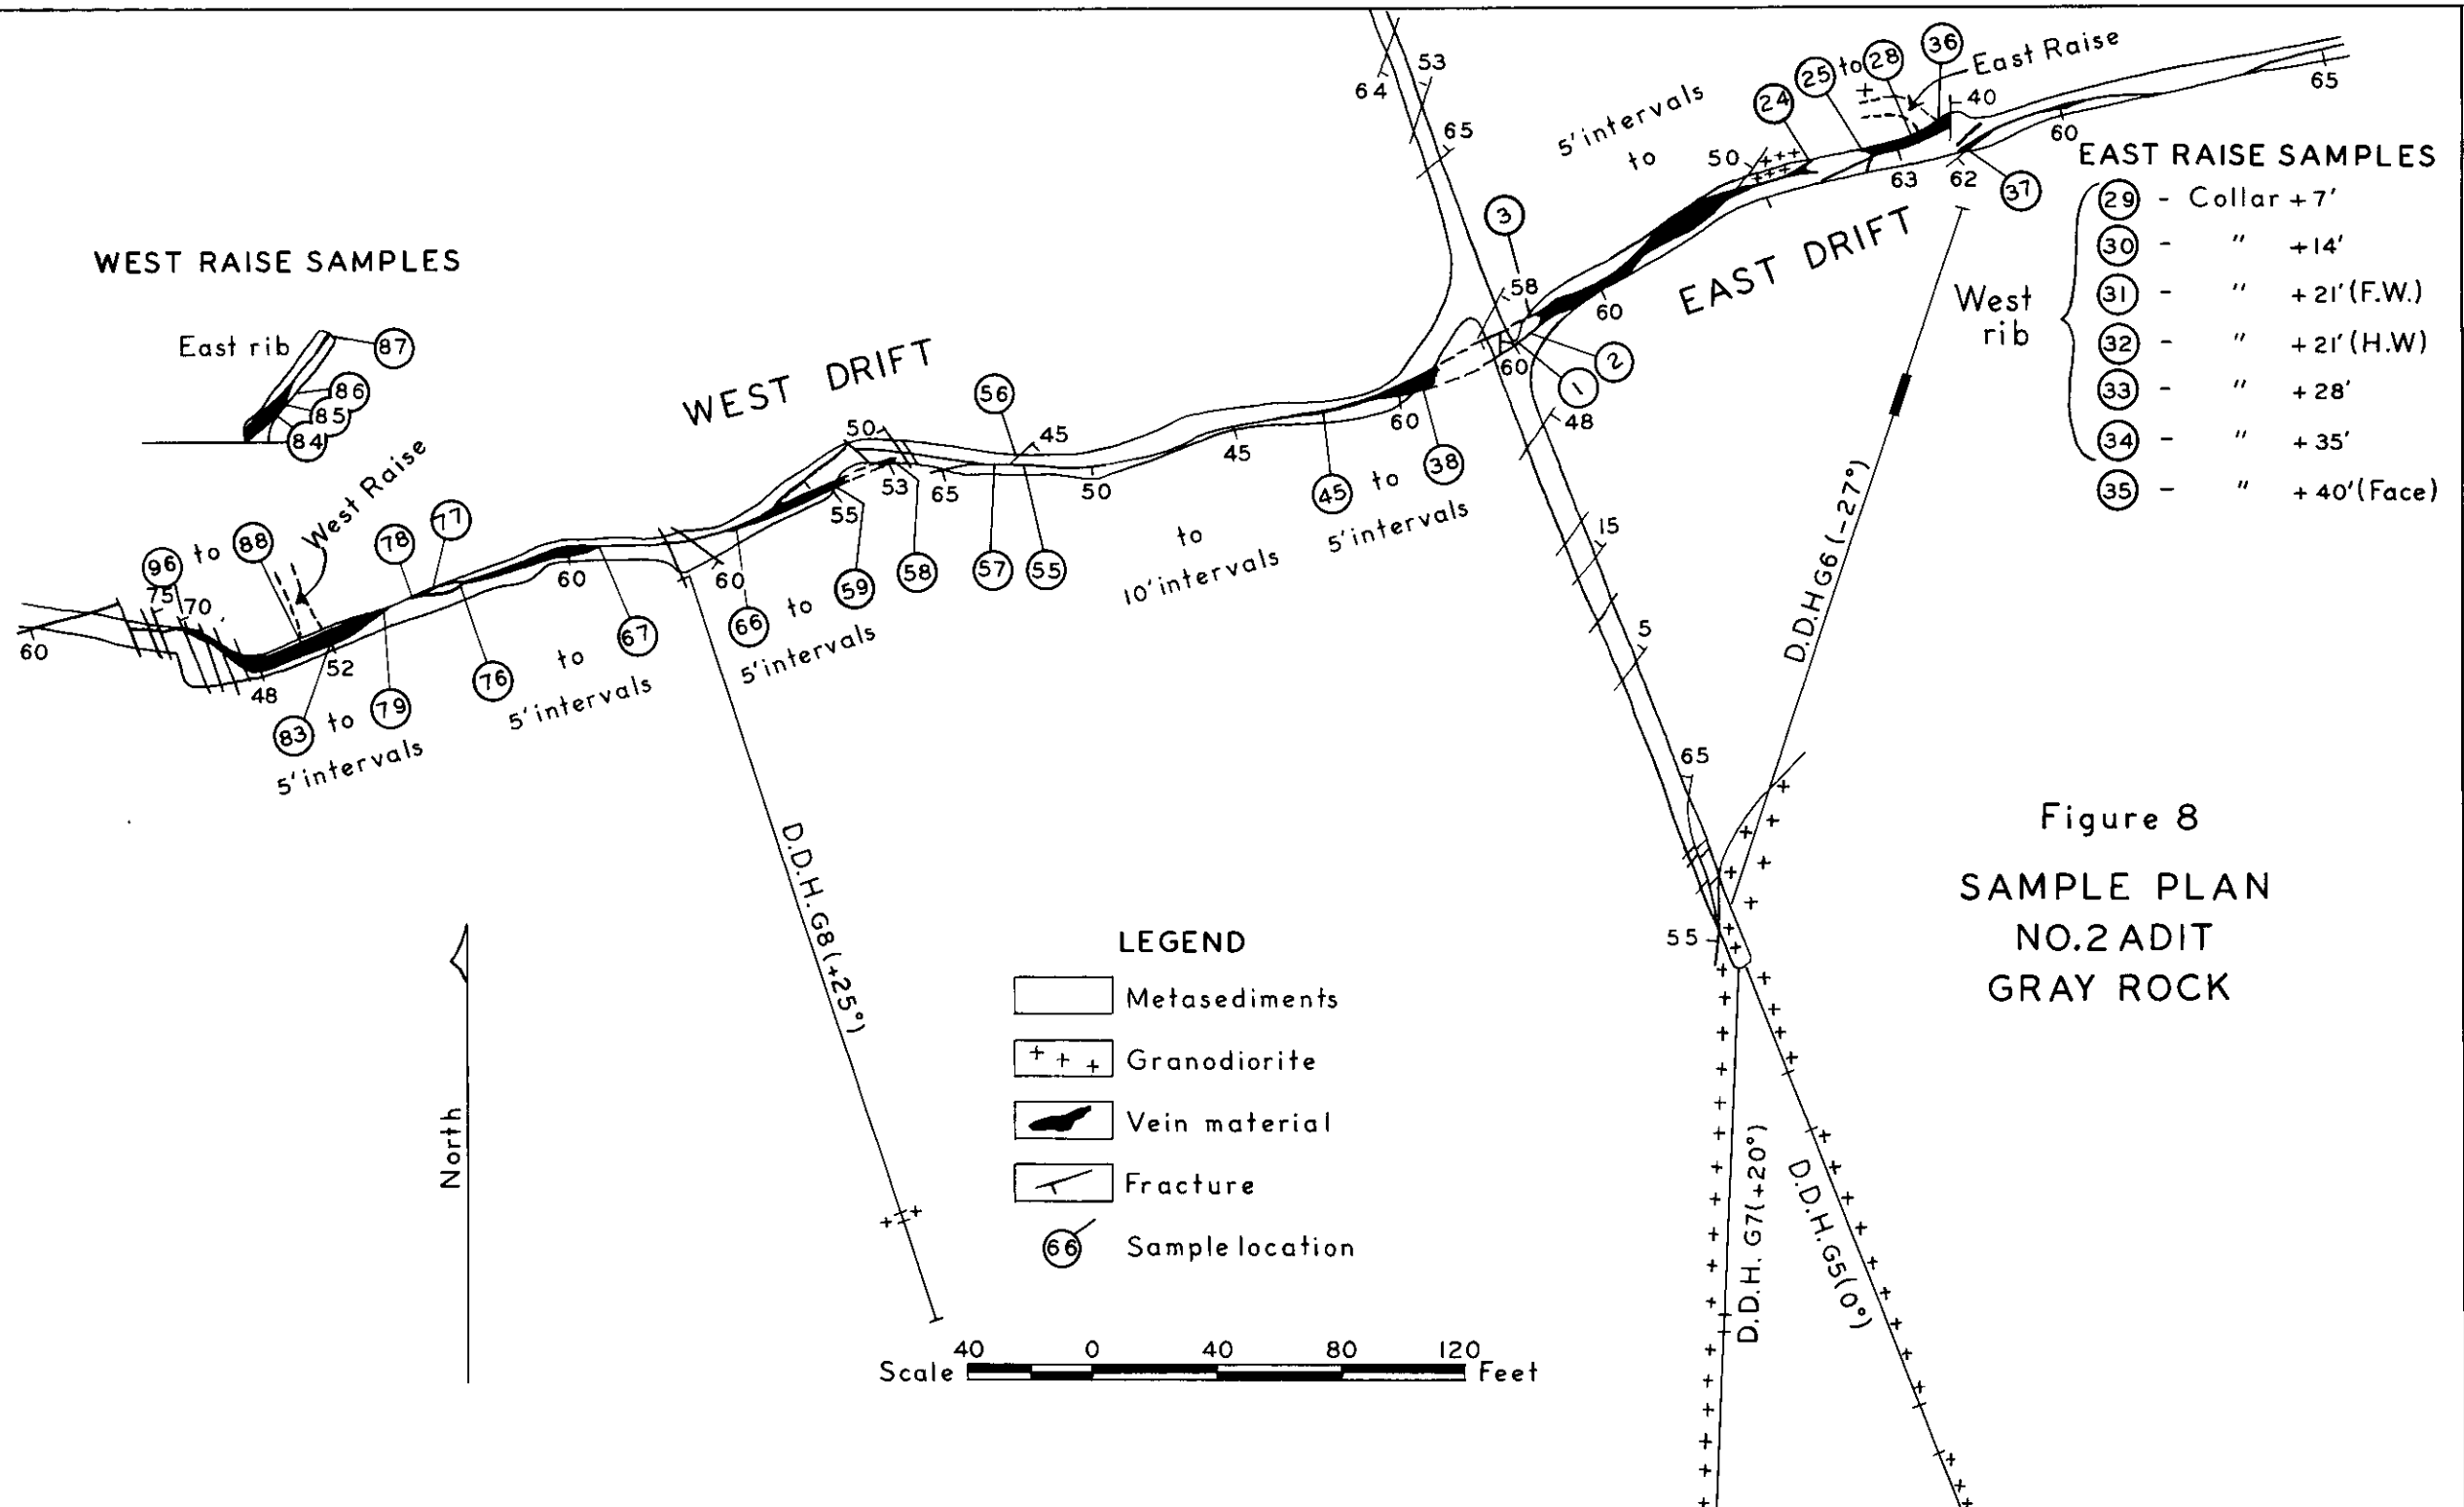 64
53
65
5' intervals
to
24
25 to 28
36
East Raise
+
40
50
63
62
37
60
65
EAST RAISE SAMPLES
29 - Collar + 7'
30 - " + 14'
31 - " + 21' (F.W.)
32 - " + 21' (H.W)
33 - " + 28'
34 - " + 35'
35 - " + 40' (Face)
West
rib
3
58
60
60
2
1
48
EAST DRIFT
WEST RAISE SAMPLES
East rib
87
86
85
84
WEST DRIFT
56
45
50
53
65
55
50
45
60
45 to 38
5' intervals
to
10' intervals
59
58
57
55
West Raise
96 to 88
75
70
78
77
60
48
52
60
60
83 to 79
5' intervals
76
to
67
5' intervals
66 to 59
5' intervals
15
5
65
55
D.D.H.G6 (-27°)
D.D.H. G8 (+25°)
D.D.H. G7 (+20°)
D.D.H. G5 (0°)
North
LEGEND
Metasediments
Granodiorite
Vein material
Fracture
66 Sample location
Scale 40 0 40 80 120 Feet
Figure 8
SAMPLE PLAN
NO.2 ADIT
GRAY ROCK